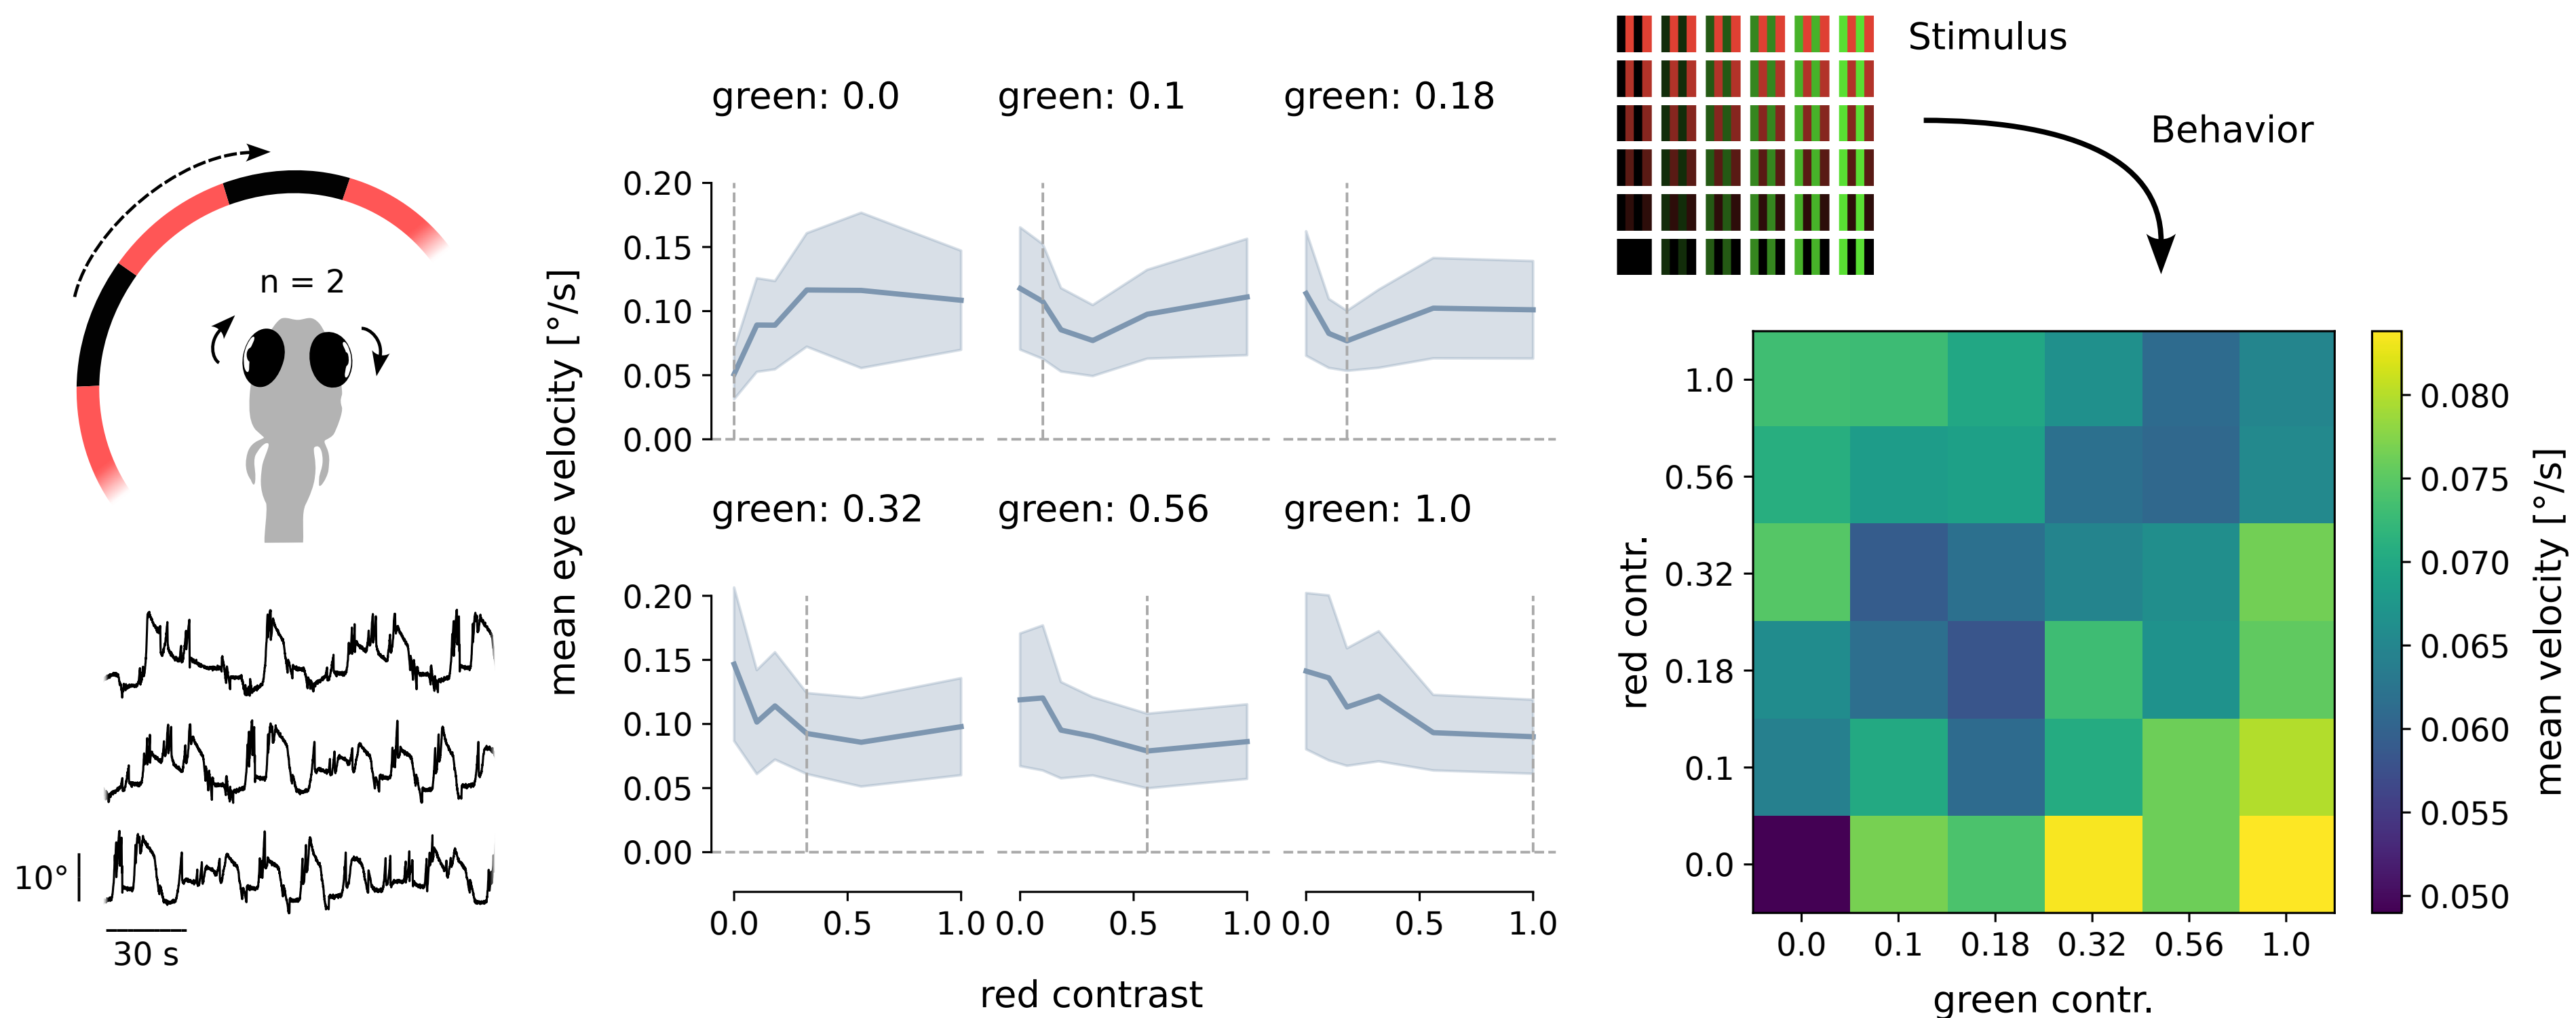 n = 2
10°
30 s
mean eye velocity [°/s]
green: 0.0
green: 0.1
green: 0.18
0.20
0.15
0.10
0.05
0.00
green: 0.32
green: 0.56
green: 1.0
0.20
0.15
0.10
0.05
0.00
0.0 0.5 1.0
0.0 0.5 1.0
0.0 0.5 1.0
red contrast
Stimulus
Behavior
red contr.
1.0
0.56
0.32
0.18
0.1
0.0
0.0 0.1 0.18 0.32 0.56 1.0
green contr.
0.080
0.075
0.070
0.065
0.060
0.055
0.050
mean velocity [°/s]